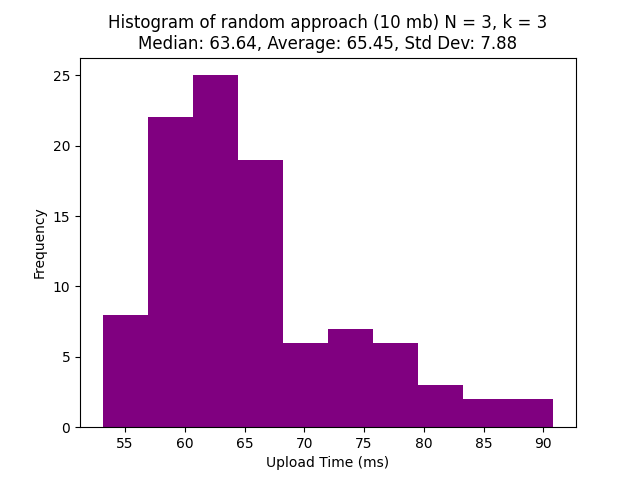 Histogram of random approach (10 mb) N = 3, k = 3
Median: 63.64, Average: 65.45, Std Dev: 7.88
Frequency
25
20
15
10
5
0
55 60 65 70 75 80 85 90
Upload Time (ms)